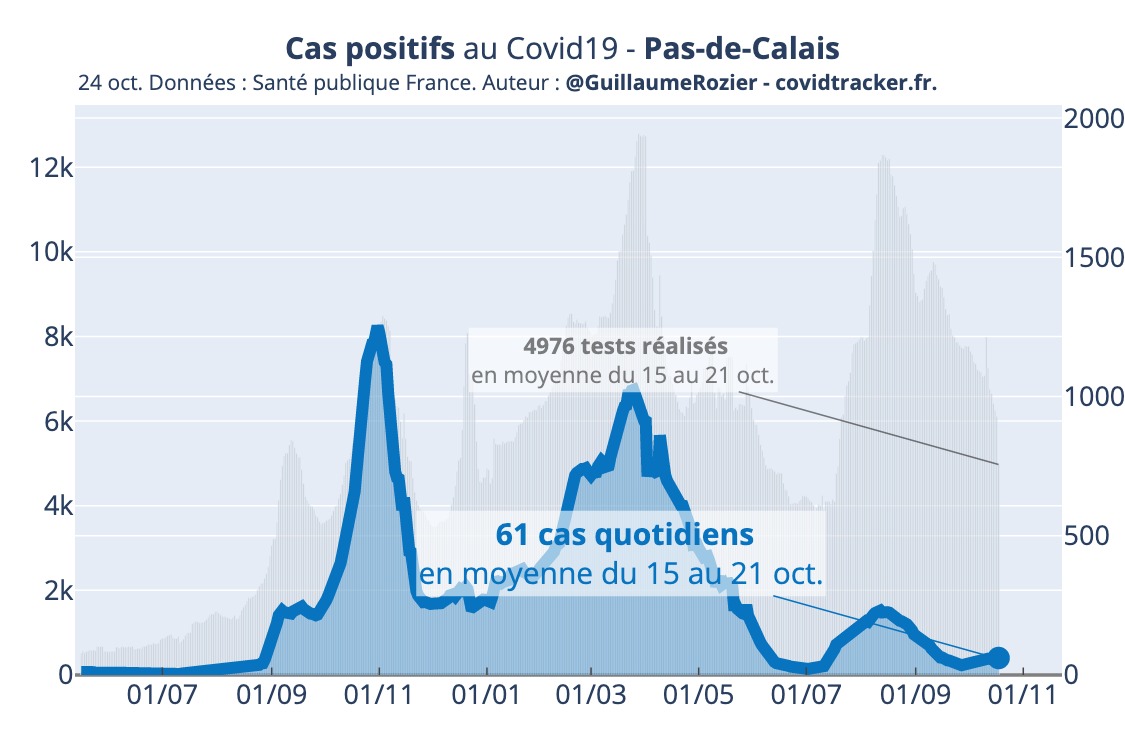 Cas positifs au Covid19 - Pas-de-Calais
24 oct. Données : Santé publique France. Auteur : @GuillaumeRozier - covidtracker.fr.
2000
12k
10k
1500
8k
4976 tests réalisés
en moyenne du 15 au 21 oct.
1000
6k
4k
500
61 cas quotidiens
en moyenne du 15 au 21 oct.
2k
0
0
01/07 01/09 01/11 01/01 01/03 01/05 01/07 01/09 01/11